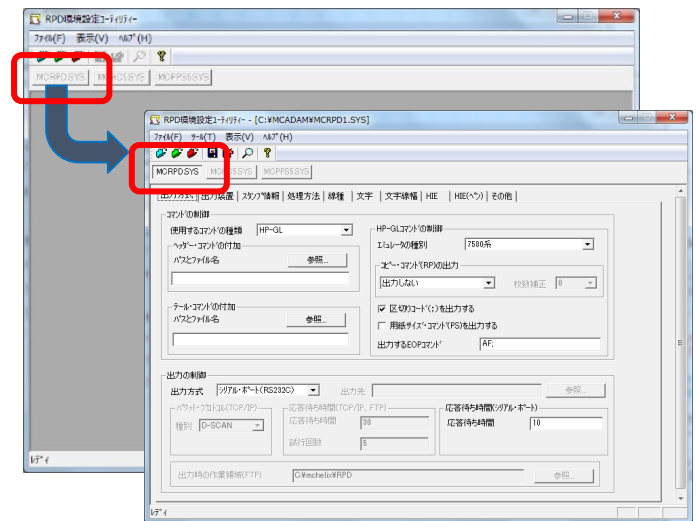 RPD環境設定ﾕｰﾃｨﾘﾃｨｰ
ﾌｧｲﾙ(F) 表示(V) ﾍﾙﾌﾟ(H)
MCRPDSYS MCHCSSYS MCPPSSSYS
ﾚﾃﾞｨ
RPD環境設定ﾕｰﾃｨﾘﾃｨｰ - [C:¥MCADAM¥MCRPD1.SYS]
ﾌｧｲﾙ(F) ﾂｰﾙ(T) 表示(V) ﾍﾙﾌﾟ(H)
MCRPDSYS MCPPSSSYS
出力方式 出力装置 ｽﾀﾝﾌﾟ情報 処理方法 線種 文字 文字線幅 HIE HIE(ﾍﾟﾝ) その他
ｺﾏﾝﾄﾞの制御
使用するｺﾏﾝﾄﾞの種類 HP-GL
ﾍｯﾀﾞｰ･ｺﾏﾝﾄﾞの付加
ﾊﾟｽとﾌｧｲﾙ名 参照...
ﾃｰﾙ･ｺﾏﾝﾄﾞの付加
ﾊﾟｽとﾌｧｲﾙ名 参照...
HP-GLｺﾏﾝﾄﾞの制御
ｴﾐｭﾚｰﾀの種別 7580系
ｺﾋﾟｰ･ｺﾏﾝﾄﾞ(RP)の出力
出力しない 枚数補正 0
区切りｺｰﾄﾞ(;)を出力する
用紙ｻｲｽﾞ･ｺﾏﾝﾄﾞ(PS)を出力する
出力するEOPｺﾏﾝﾄﾞ AF;
出力の制御
出力方式 ｼﾘｱﾙ･ﾎﾟｰﾄ(RS232C) 出力先 参照...
ﾊﾟｹｯﾄ･ﾌﾟﾛﾄｺﾙ(TCP/IP)
種別 D-SCAN
応答待ち時間(TCP/IP, FTP)
応答待ち時間 30
試行回数 5
応答待ち時間(ｼﾘｱﾙ･ﾎﾟｰﾄ)
応答待ち時間 10
出力時の作業領域(FTP) C:¥mchelix¥RPD 参照...
ﾚﾃﾞｨ